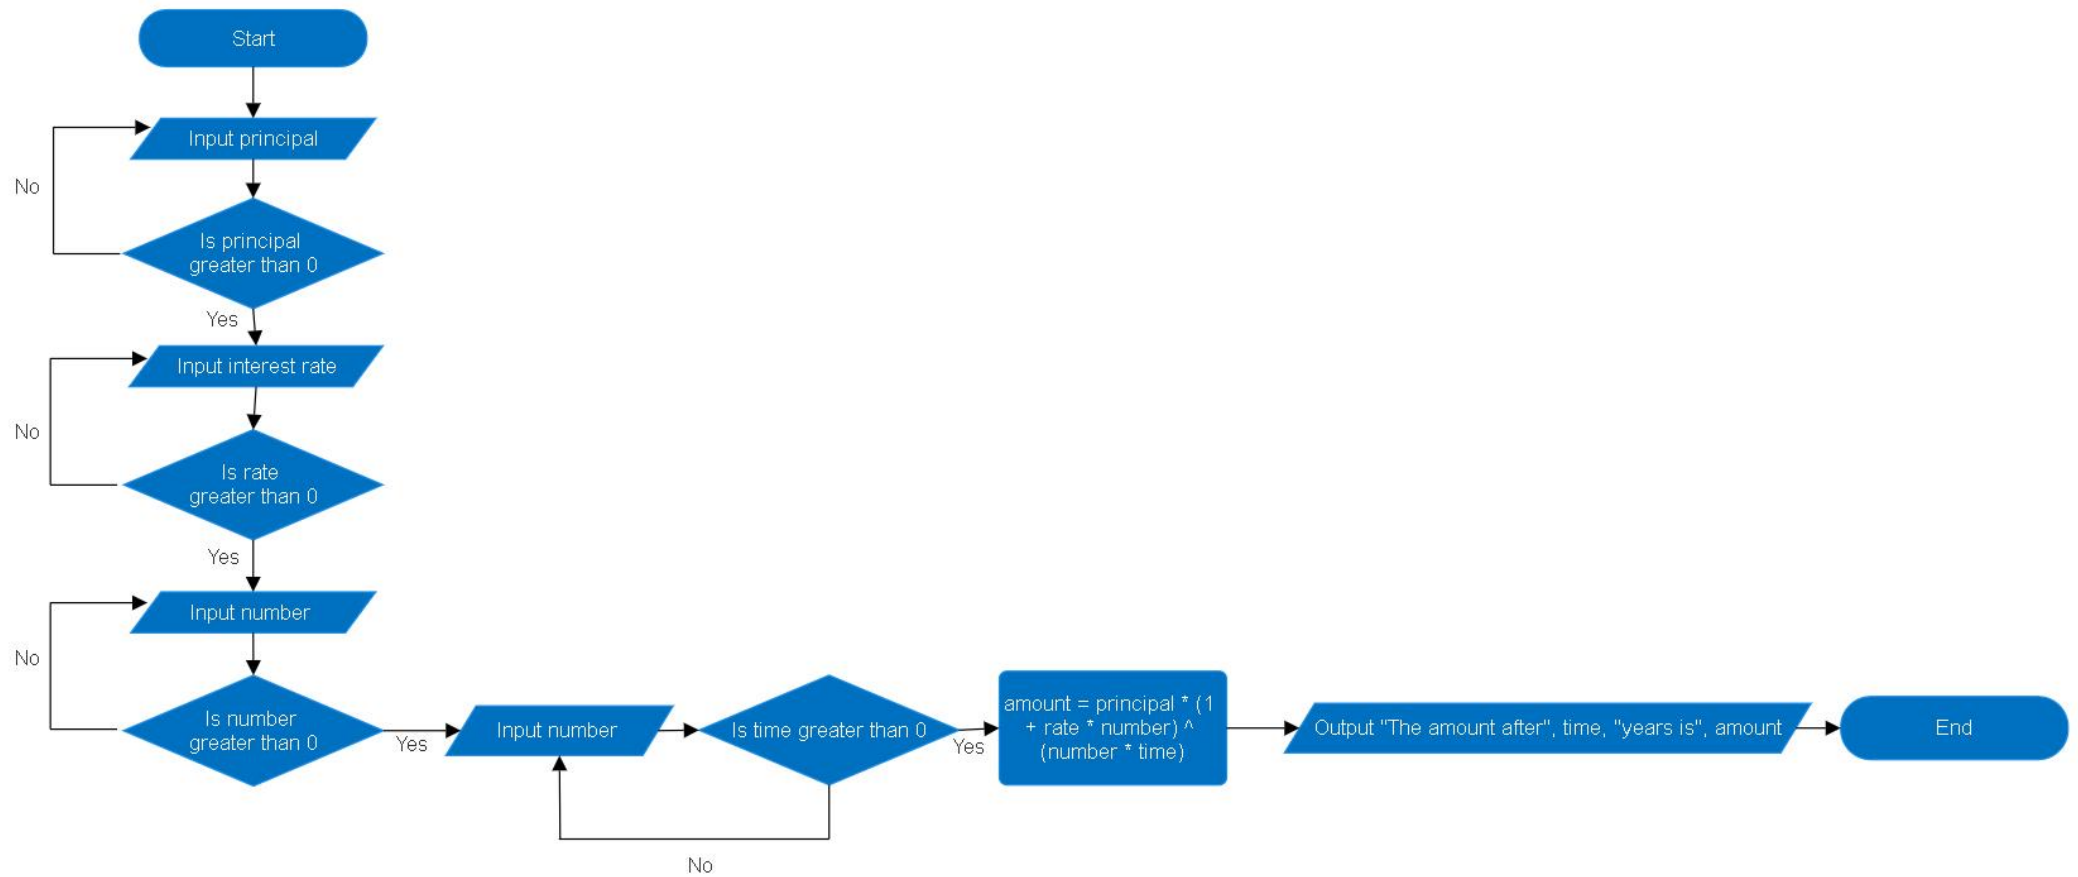 Start
Input principal
No
Is principal
greater than 0
Yes
Input interest rate
No
Is rate
greater than 0
Yes
Input number
No
Is number
greater than 0
Yes
Input number
Is time greater than 0
No
Yes
amount = principal * (1
+ rate * number) ^
(number * time)
Output "The amount after", time, "years is", amount
End